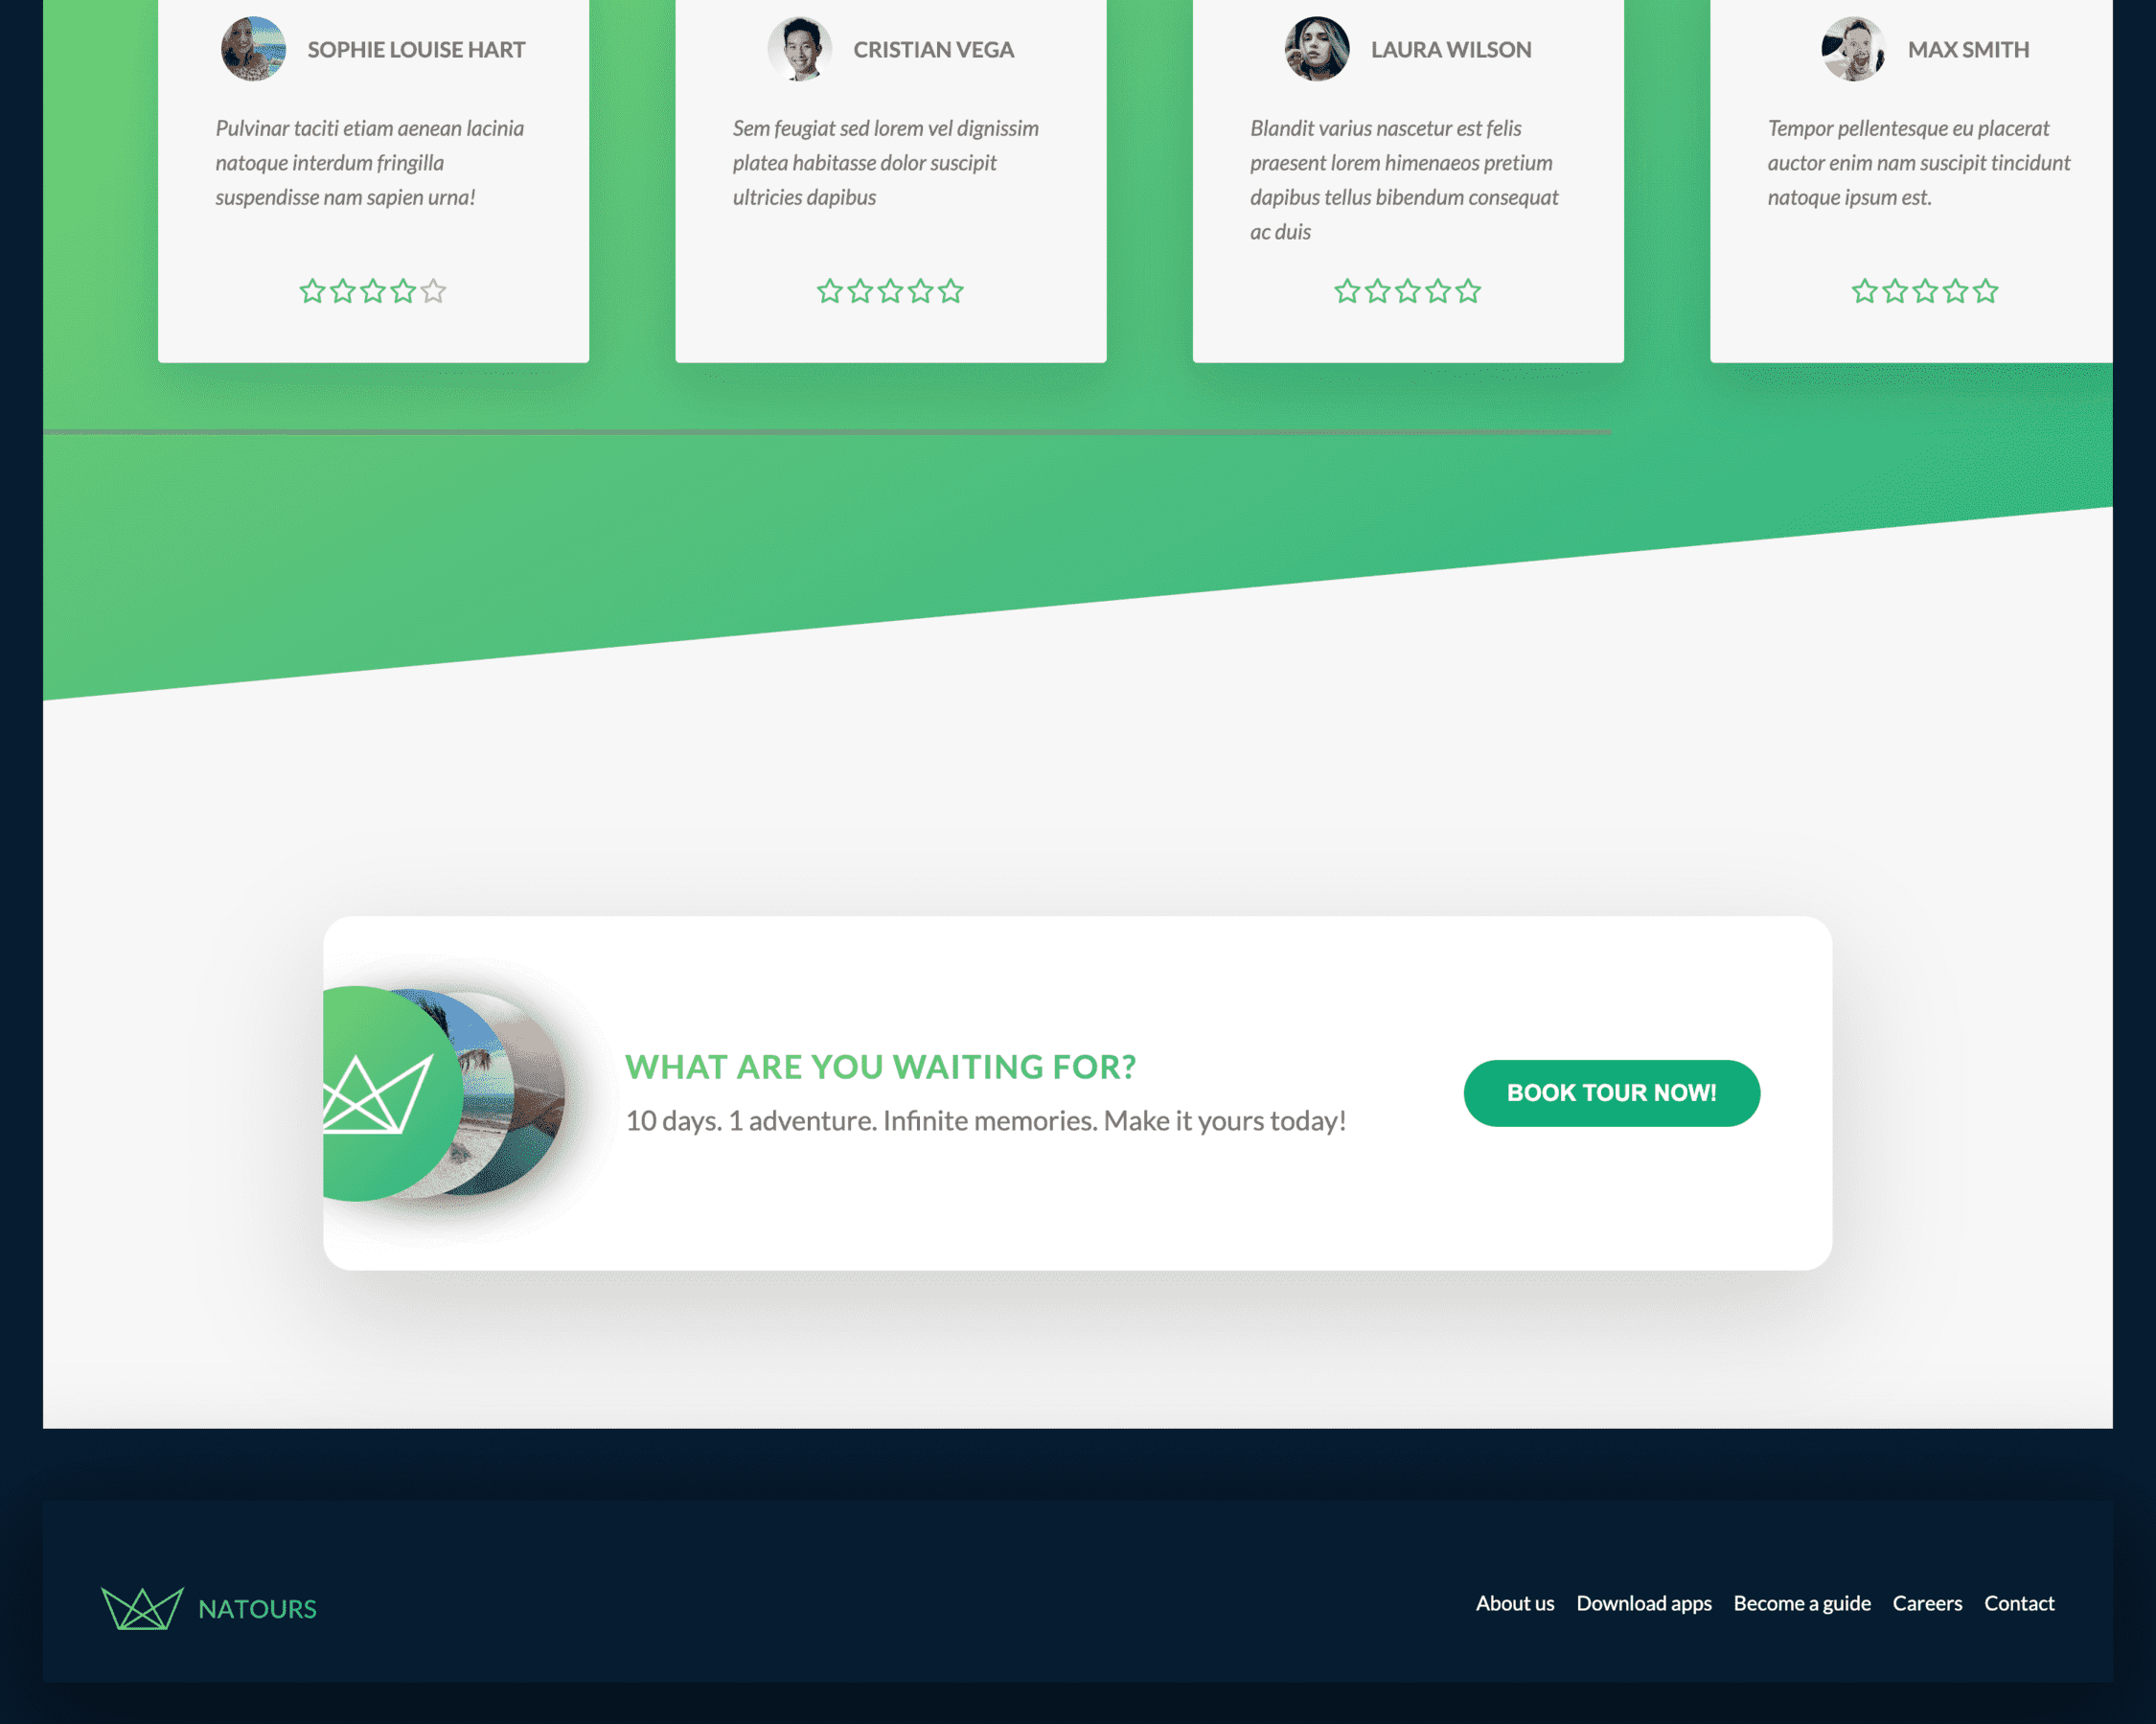 SOPHIE LOUISE HART
Pulvinar taciti etiam aenean lacinia
natoque interdum fringilla
suspendisse nam sapien urna!
CRISTIAN VEGA
Sem feugiat sed lorem vel dignissim
platea habitasse dolor suscipit
ultricies dapibus
LAURA WILSON
Blandit varius nascetur est felis
praesent lorem himenaeos pretium
dapibus tellus bibendum consequat
ac duis
MAX SMITH
Tempor pellentesque eu placerat
auctor enim nam suscipit tincidunt
natoque ipsum est.
WHAT ARE YOU WAITING FOR?
10 days. 1 adventure. Infinite memories. Make it yours today!
BOOK TOUR NOW!
NATOURS
About us Download apps Become a guide Careers Contact